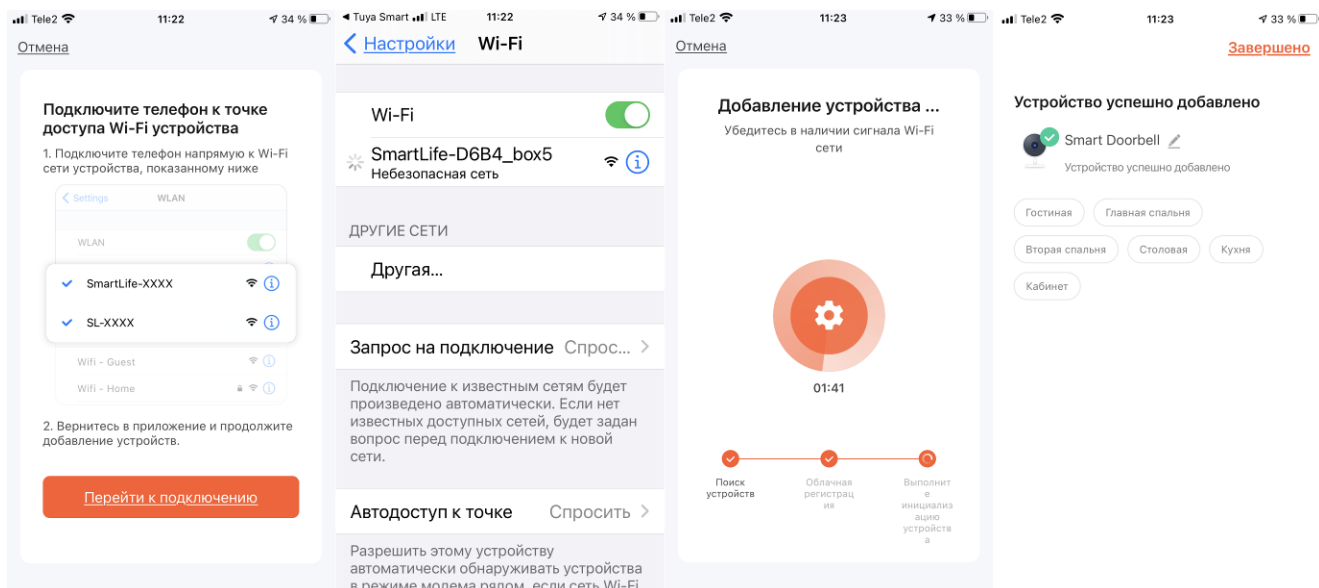 Tele2 11:22 34 %
Отмена
Подключите телефон к точке
доступа Wi-Fi устройства
1. Подключите телефон напрямую к Wi-Fi
сети устройства, показанному ниже
Settings WLAN
WLAN
SmartLife-XXXX
SL-XXXX
Wifi - Guest
Wifi - Home
2. Вернитесь в приложение и продолжите
добавление устройств.
Перейти к подключению
Tuya Smart LTE 11:22 34 %
Настройки Wi-Fi
Wi-Fi
SmartLife-D6B4_box5
Небезопасная сеть
ДРУГИЕ СЕТИ
Другая...
Запрос на подключение Спрос...
Подключение к известным сетям будет
произведено автоматически. Если нет
известных доступных сетей, будет задан
вопрос перед подключением к новой
сети.
Автодоступ к точке Спросить
Разрешить этому устройству
автоматически обнаруживать устройства
в режиме модема рядом, если сеть Wi-Fi
Tele2 11:23 33 %
Отмена
Добавление устройства ...
Убедитесь в наличии сигнала Wi-Fi
сети
01:41
Поиск
устройств
Облачная
регистрац
ия
Выполнит
е
инициализ
ацию
устройств
а
Tele2 11:23 33 %
Завершено
Устройство успешно добавлено
Smart Doorbell
Устройство успешно добавлено
Гостиная Главная спальня
Вторая спальня Столовая Кухня
Кабинет